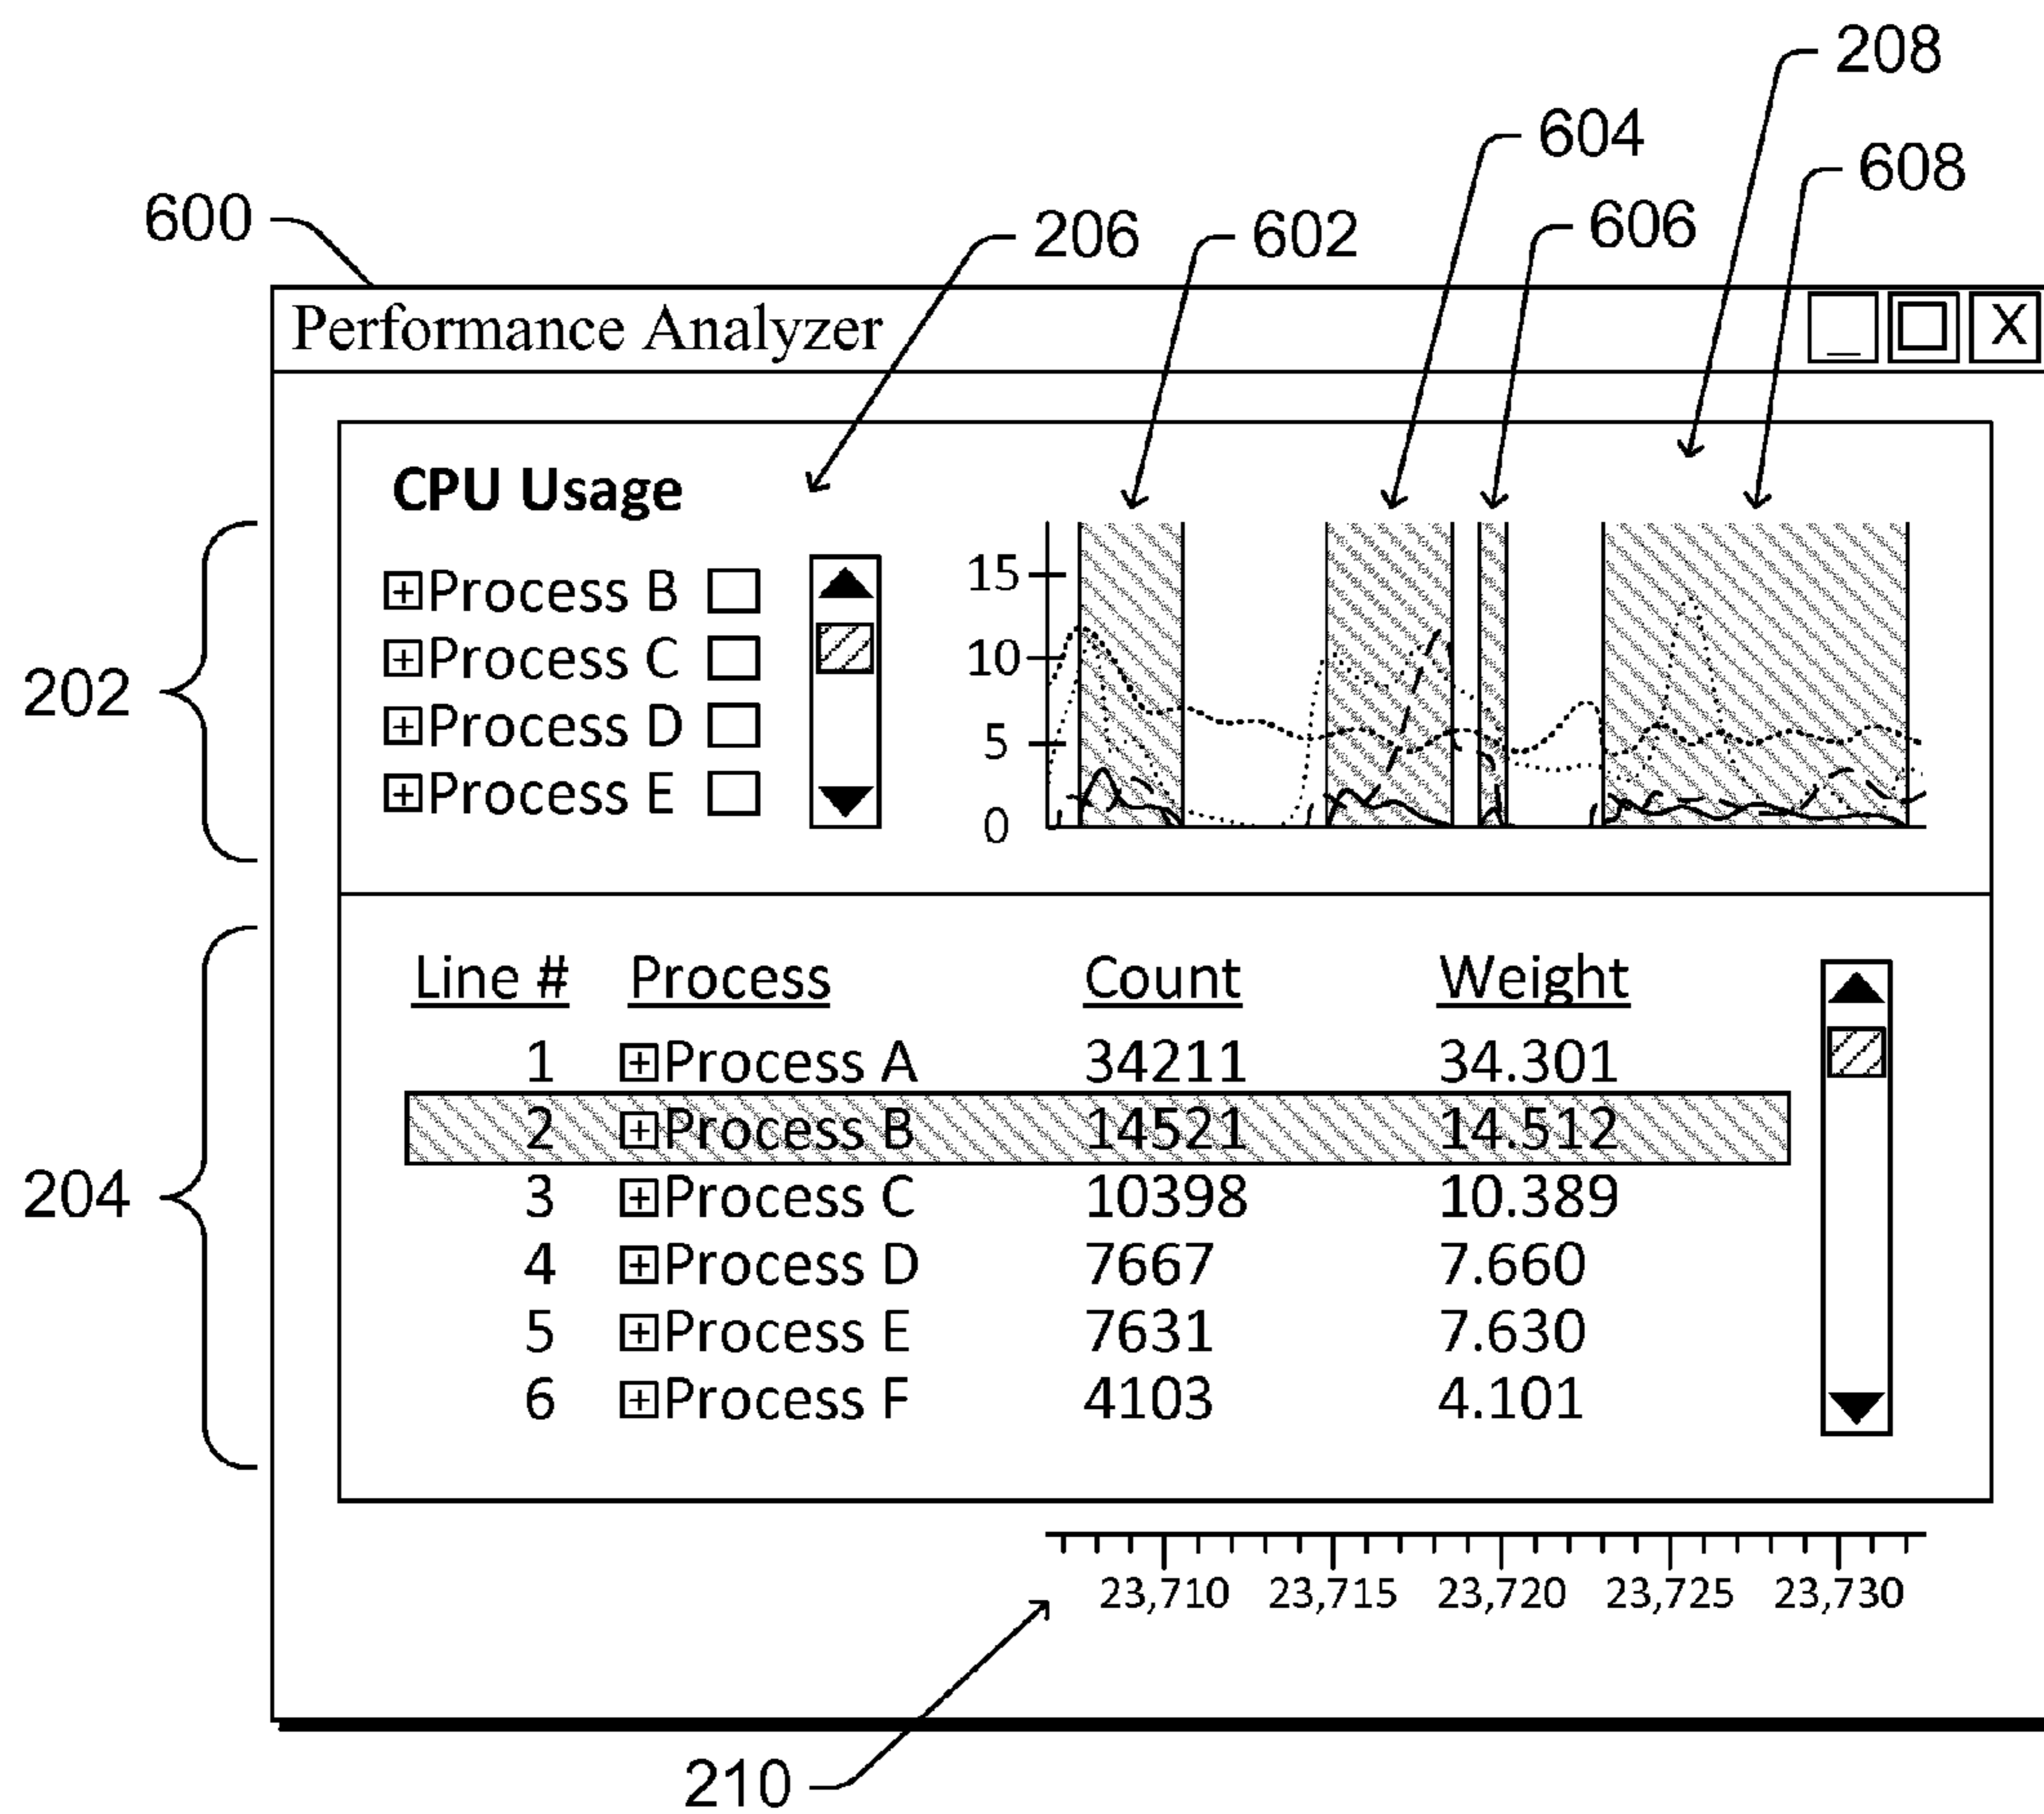 208
604
608
600
206
602
606
Performance Analyzer
_ X
CPU Usage
15
10
5
0
+ Process B
+ Process C
+ Process D
+ Process E
202
Line # Process Count Weight
1 + Process A 34211 34.301
2 + Process B 14521 14.512
3 + Process C 10398 10.389
4 + Process D 7667 7.660
5 + Process E 7631 7.630
6 + Process F 4103 4.101
204
23,710 23,715 23,720 23,725 23,730
210